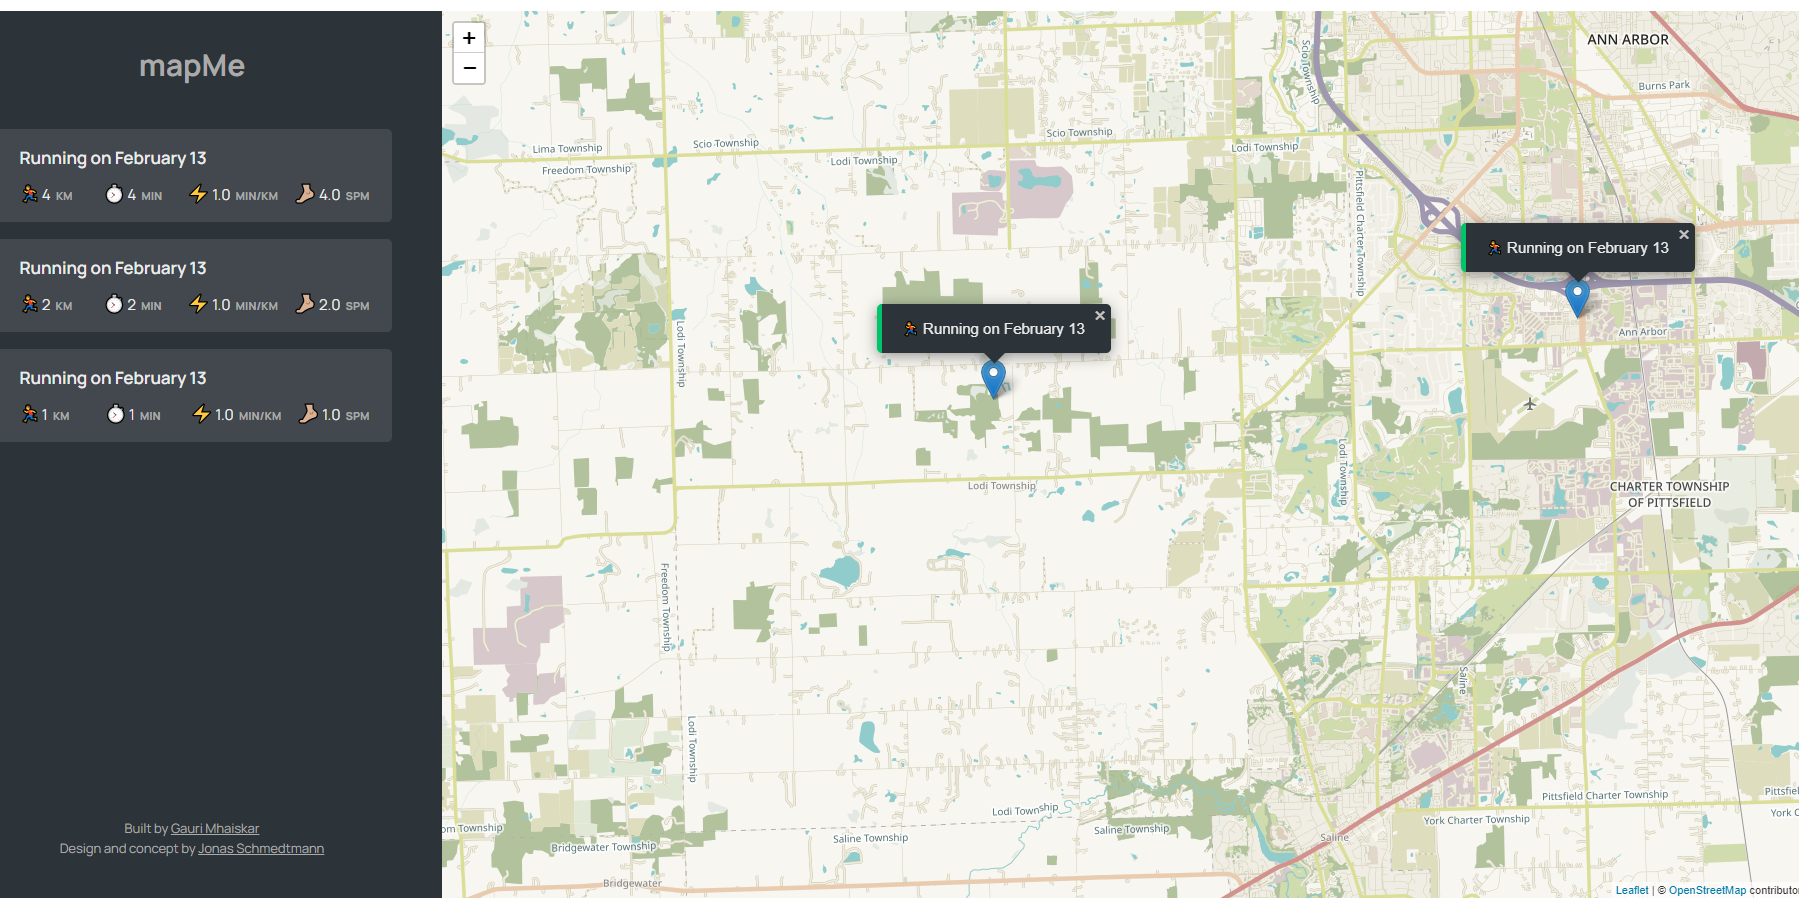 mapMe
Running on February 13
4 KM 4 MIN 1.0 MIN/KM 4.0 SPM
Running on February 13
2 KM 2 MIN 1.0 MIN/KM 2.0 SPM
Running on February 13
1 KM 1 MIN 1.0 MIN/KM 1.0 SPM
Built by Gauri Mhaiskar
Design and concept by Jonas Schmedtmann
+
−
ANN ARBOR
Scio Township
Burns Park
Scio Township
Scio Township
Lima Township
Lodi Township
Lodi Township
Freedom Township
Pittsfield Charter Township
Running on February 13 ×
Running on February 13 ×
Lodi Township
Ann Arbor
Lodi Township
Lodi Township
CHARTER TOWNSHIP
OF PITTSFIELD
Freedom Township
Saline
Lodi Township
Pittsfield Charter Township
Pittsfiel
Lodi Township
York C
York Charter Township
om Township
Saline Township
Saline Township
Saline
Bridgewater Township
Bridgewater
Leaflet | © OpenStreetMap contributo